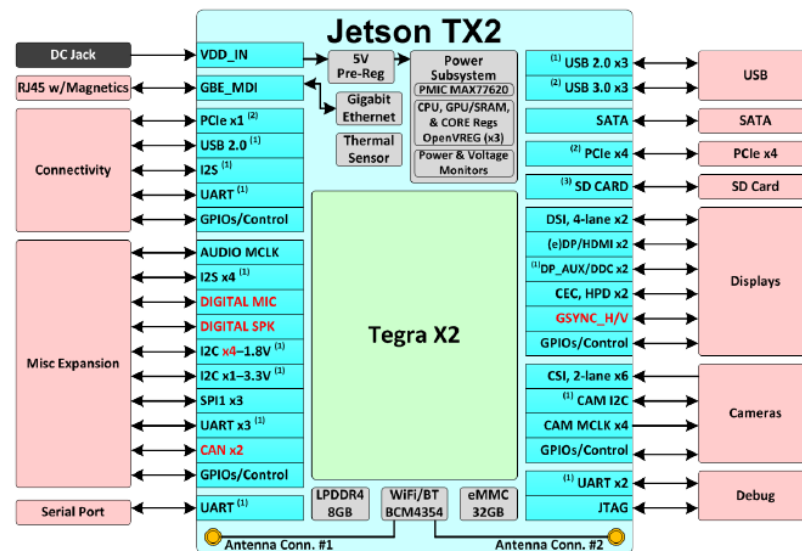 Jetson TX2
DC Jack
RJ45 w/Magnetics
Connectivity
Misc Expansion
Serial Port
VDD_IN
GBE_MDI
PCIe x1 (2)
USB 2.0 (1)
I2S (1)
UART (1)
GPIOs/Control
AUDIO MCLK
I2S x4 (1)
DIGITAL MIC
DIGITAL SPK
I2C x4–1.8V (1)
I2C x1–3.3V (1)
SPI1 x3
UART x3 (1)
CAN x2
GPIOs/Control
UART (1)
5V
Pre-Reg
Gigabit
Ethernet
Thermal
Sensor
Power
Subsystem
PMIC MAX77620
CPU, GPU/SRAM,
& CORE Regs
OpenVREG (x3)
Power & Voltage
Monitors
Tegra X2
LPDDR4
8GB
WiFi/BT
BCM4354
eMMC
32GB
Antenna Conn. #1
Antenna Conn. #2
(1) USB 2.0 x3
(2) USB 3.0 x3
SATA
(2) PCIe x4
(3) SD CARD
DSI, 4-lane x2
(e)DP/HDMI x2
(1)DP_AUX/DDC x2
CEC, HPD x2
GSYNC_H/V
GPIOs/Control
CSI, 2-lane x6
(1) CAM I2C
CAM MCLK x4
GPIOs/Control
(1) UART x2
JTAG
USB
SATA
PCIe x4
SD Card
Displays
Cameras
Debug